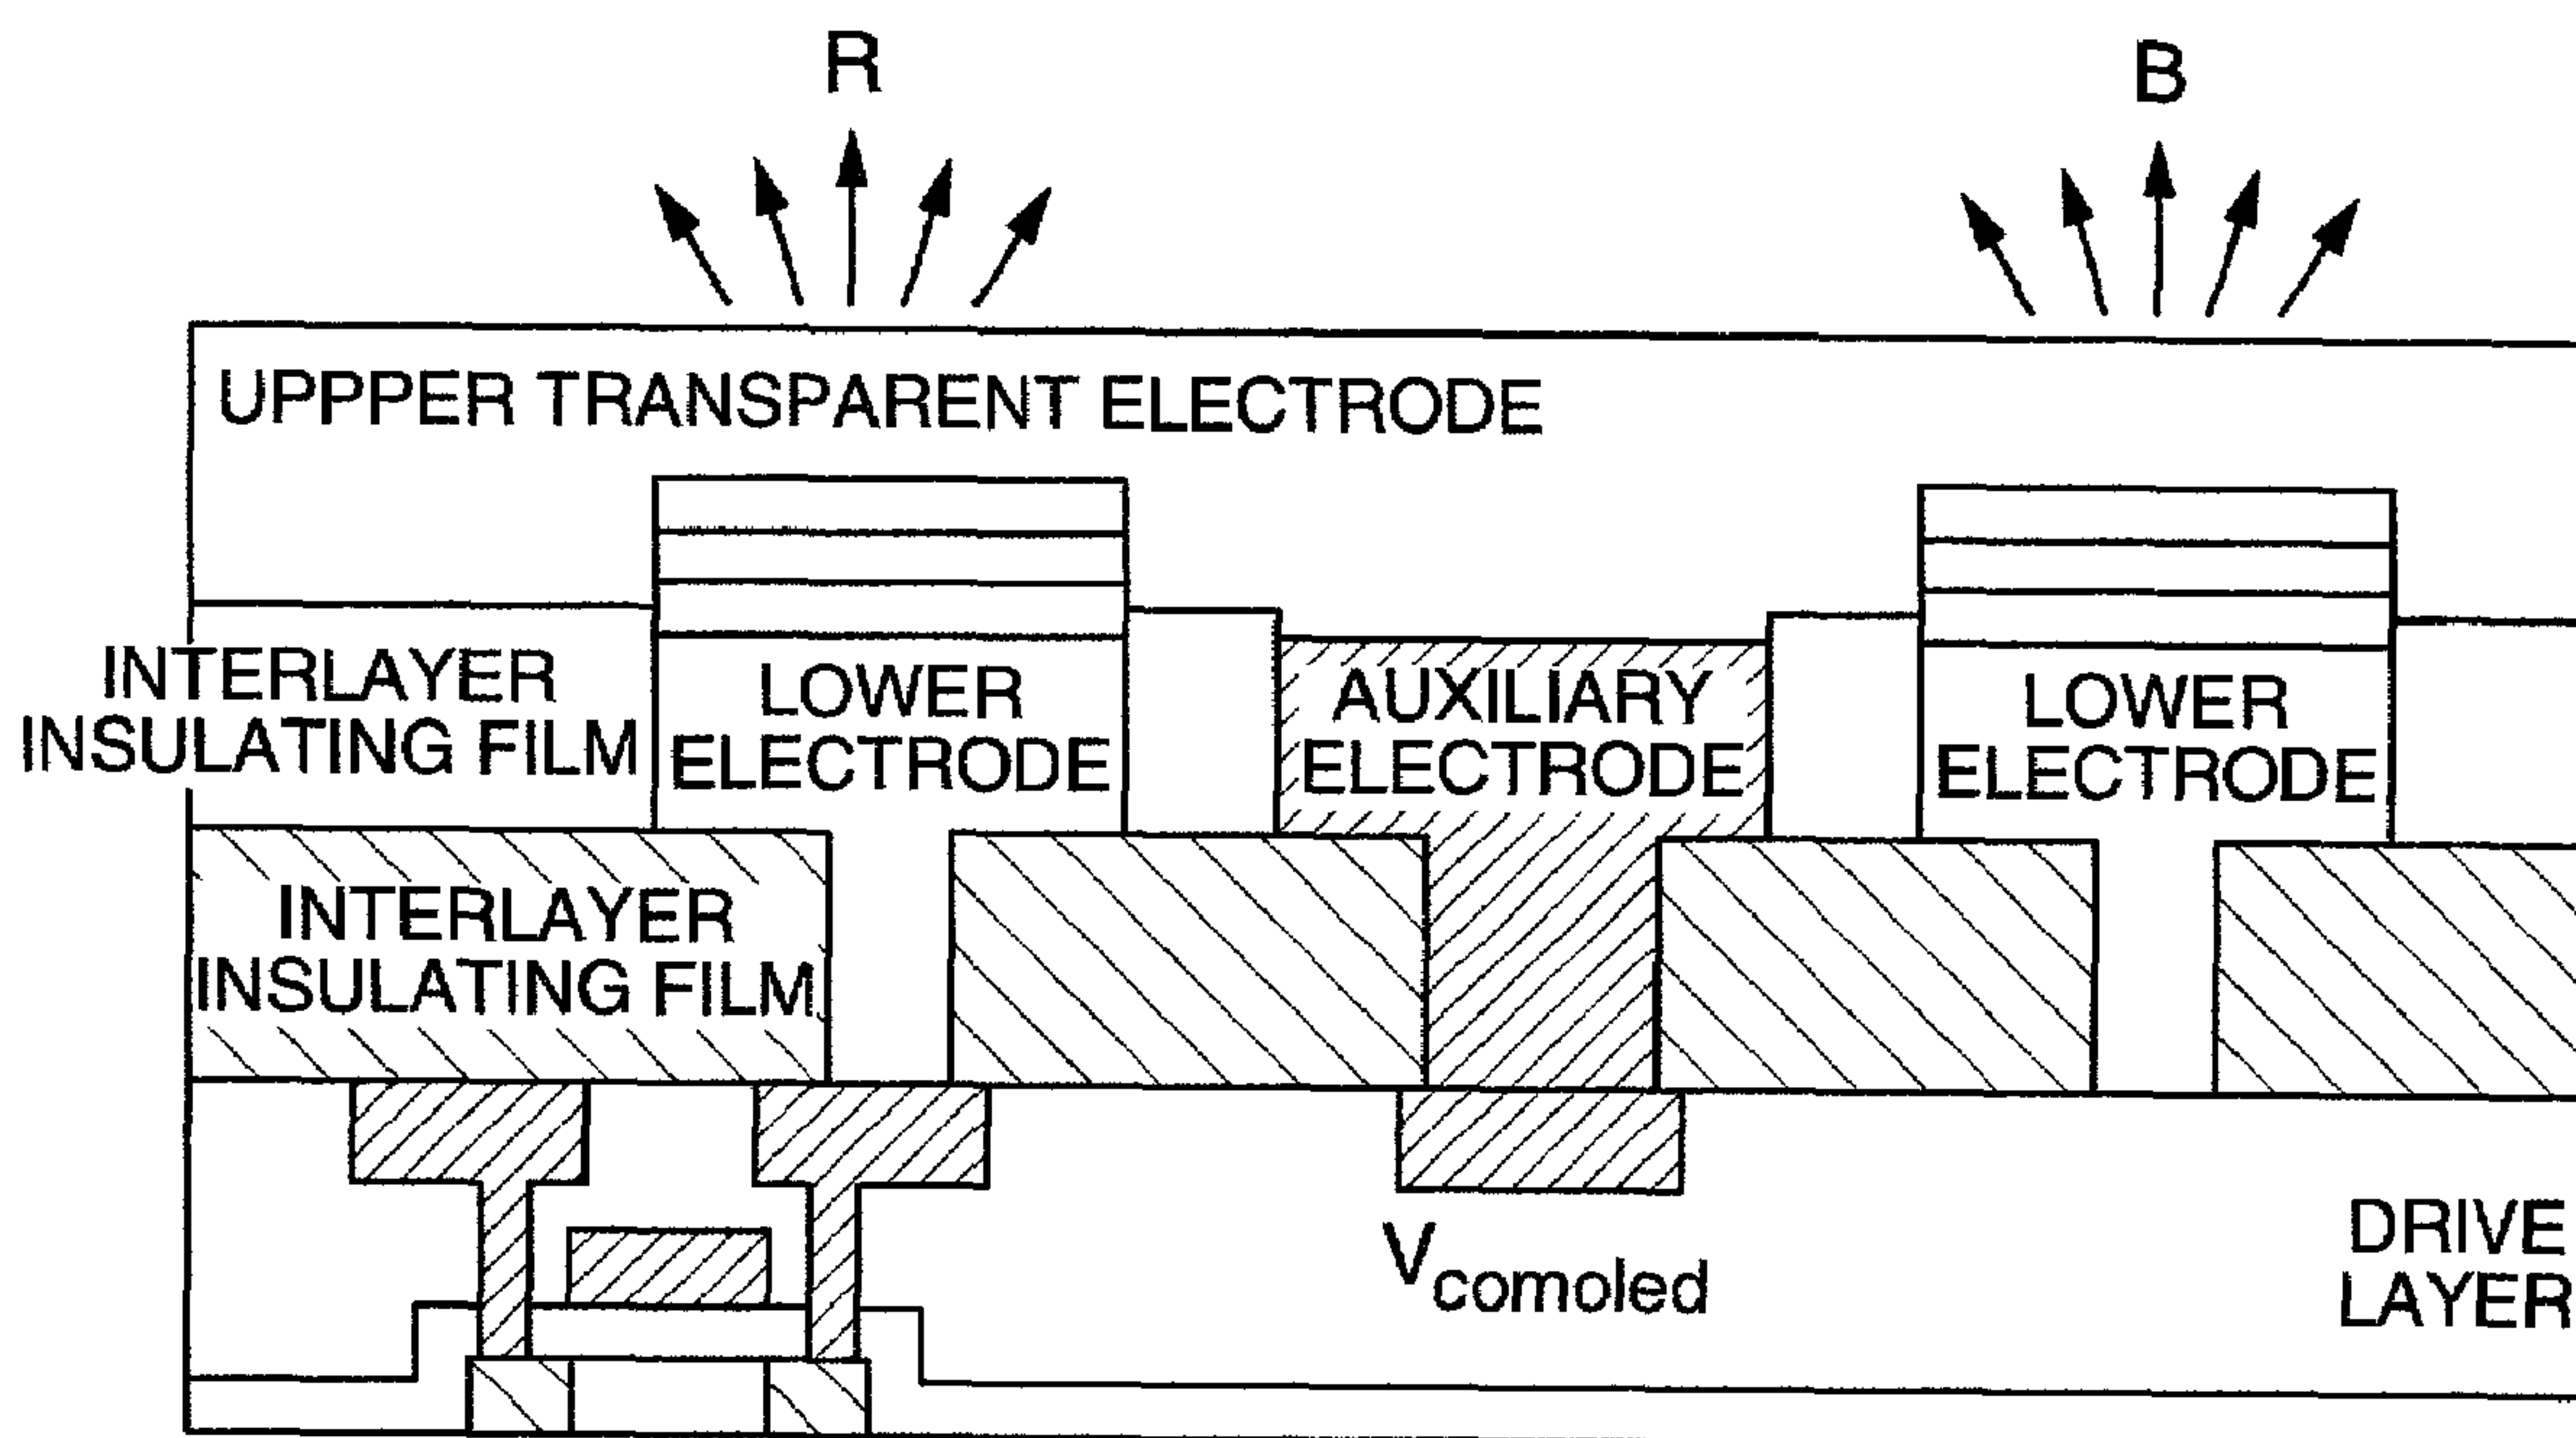 R
B
UPPPER TRANSPARENT ELECTRODE
INTERLAYER
INSULATING FILM
LOWER
ELECTRODE
AUXILIARY
ELECTRODE
LOWER
ELECTRODE
INTERLAYER
INSULATING FILM
Vcomoled
DRIVE
LAYER